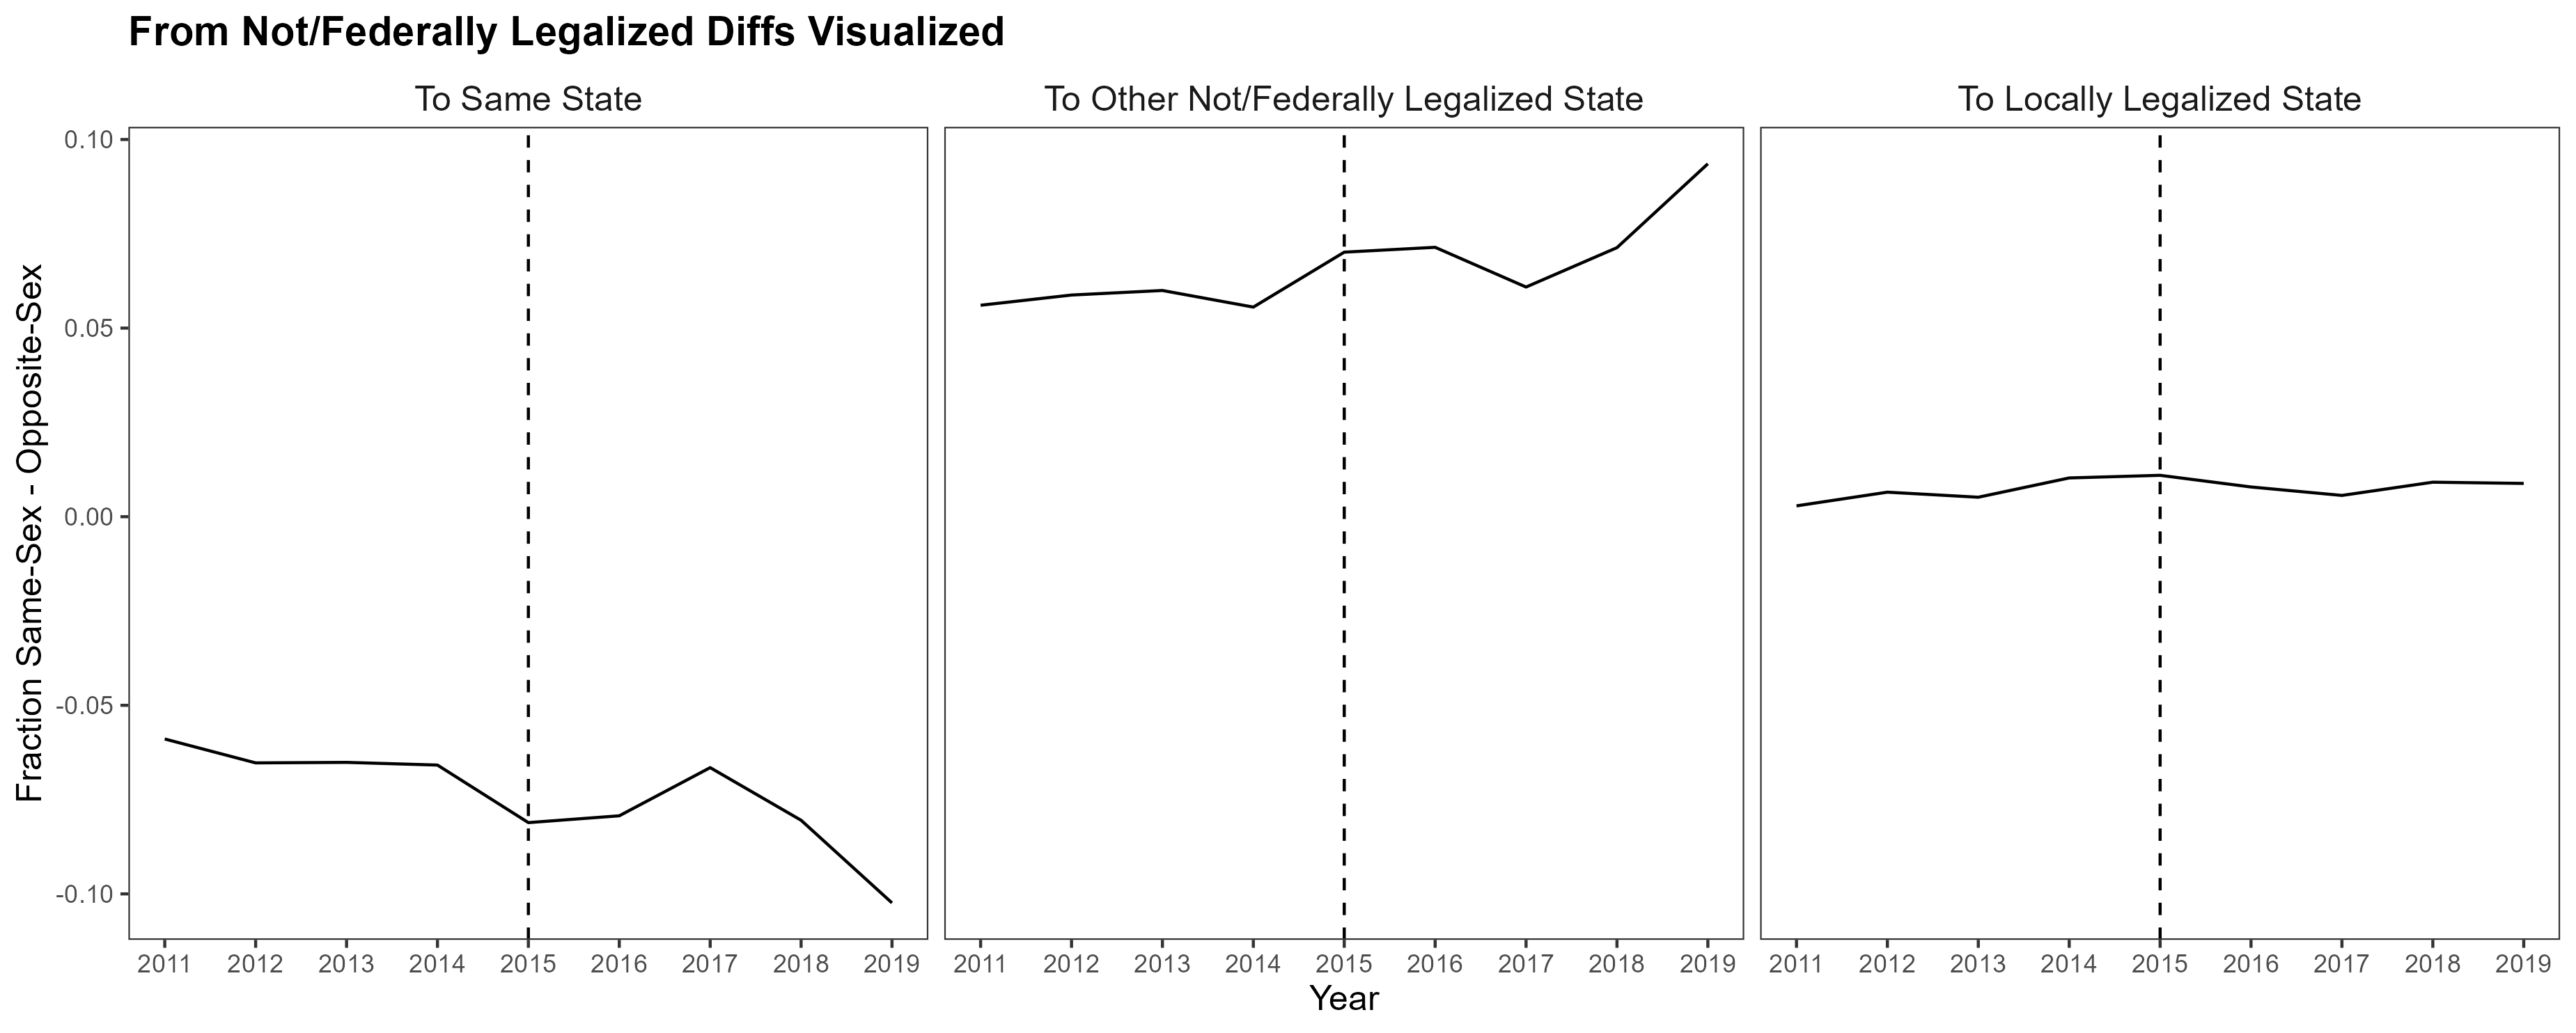 From Not/Federally Legalized Diffs Visualized
To Same State
To Other Not/Federally Legalized State
To Locally Legalized State
Fraction Same-Sex - Opposite-Sex
0.10
0.05
0.00
-0.05
-0.10
2011 2012 2013 2014 2015 2016 2017 2018 2019
2011 2012 2013 2014 2015 2016 2017 2018 2019
2011 2012 2013 2014 2015 2016 2017 2018 2019
Year